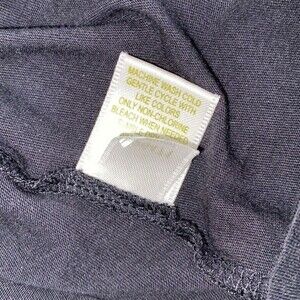 MACHINE WASH COLD
GENTLE CYCLE WITH
LIKE COLORS
ONLY NON-CHLORINE
BLEACH WHEN NEEDED